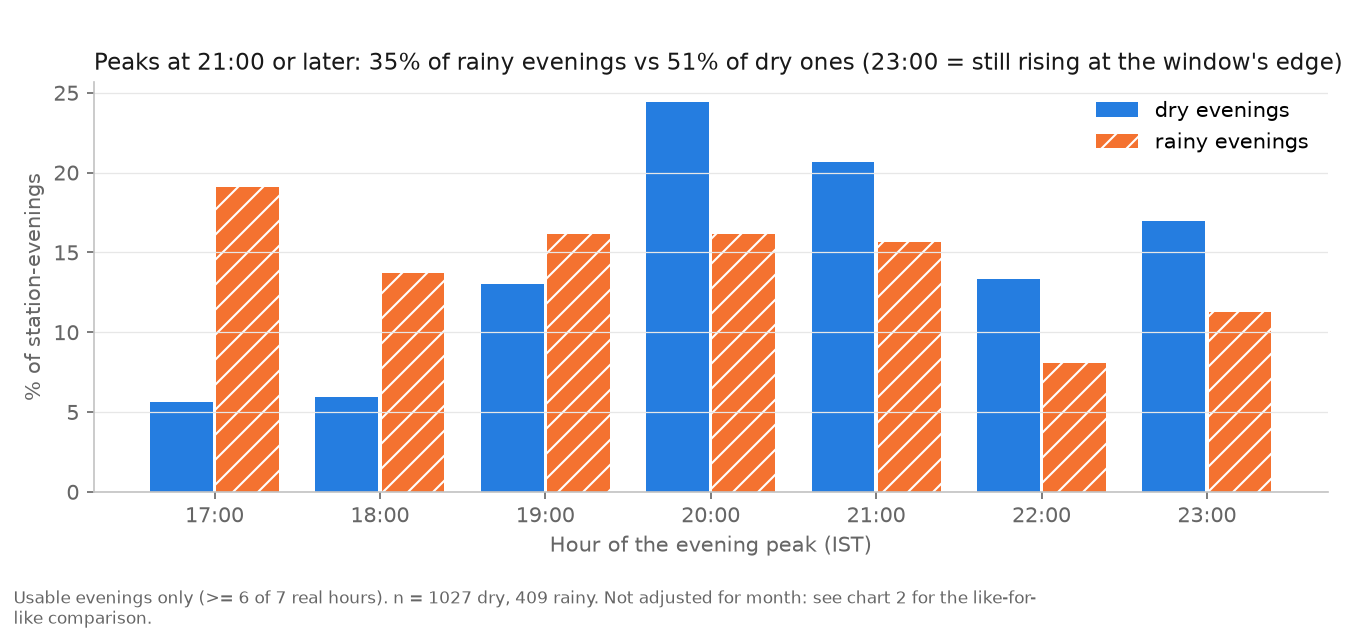 Peaks at 21:00 or later: 35% of rainy evenings vs 51% of dry ones (23:00 = still rising at the window's edge)
dry evenings
rainy evenings
% of station-evenings
25
20
15
10
5
0
17:00
18:00
19:00
20:00
21:00
22:00
23:00
Hour of the evening peak (IST)
Usable evenings only (>= 6 of 7 real hours). n = 1027 dry, 409 rainy. Not adjusted for month: see chart 2 for the like-for-
like comparison.